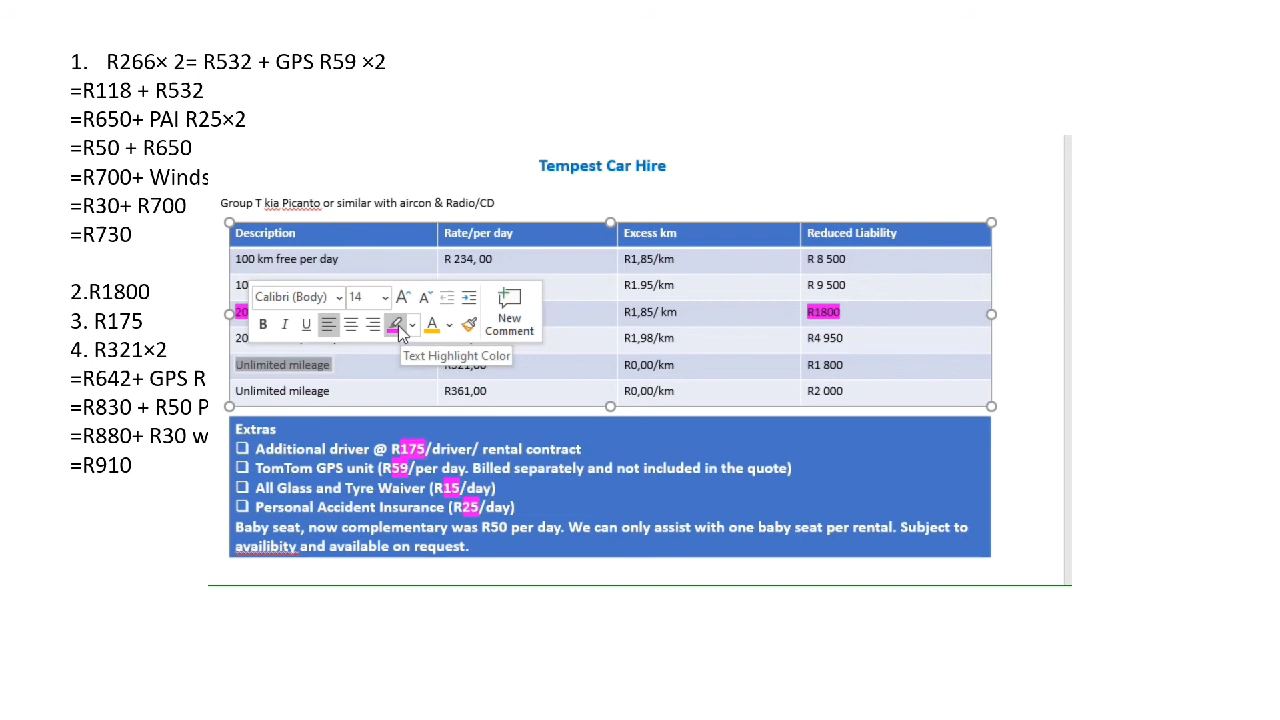 1. R266× 2= R532 + GPS R59 ×2
=R118 + R532
=R650+ PAI R25×2
=R50 + R650
=R700+ Winds
=R30+ R700
=R730
2.R1800
3. R175
4. R321×2
=R642+ GPS R
=R830 + R50 P
=R880+ R30 w
=R910
Tempest Car Hire
Group T kia Picanto or similar with aircon & Radio/CD
Description Rate/per day Excess km Reduced Liability
100 km free per day R 234, 00 R1,85/km R 8 500
10 R1.95/km R 9 500
20 R1,85/ km R1800
20 R1,98/km R4 950
Unlimited mileage R321,00 R0,00/km R1 800
Unlimited mileage R361,00 R0,00/km R2 000
Calibri (Body) 14
New
Comment
B I U A
Text Highlight Color
Extras
Additional driver @ R175/driver/ rental contract
TomTom GPS unit (R59/per day. Billed separately and not included in the quote)
All Glass and Tyre Waiver (R15/day)
Personal Accident Insurance (R25/day)
Baby seat, now complementary was R50 per day. We can only assist with one baby seat per rental. Subject to
availibity and available on request.